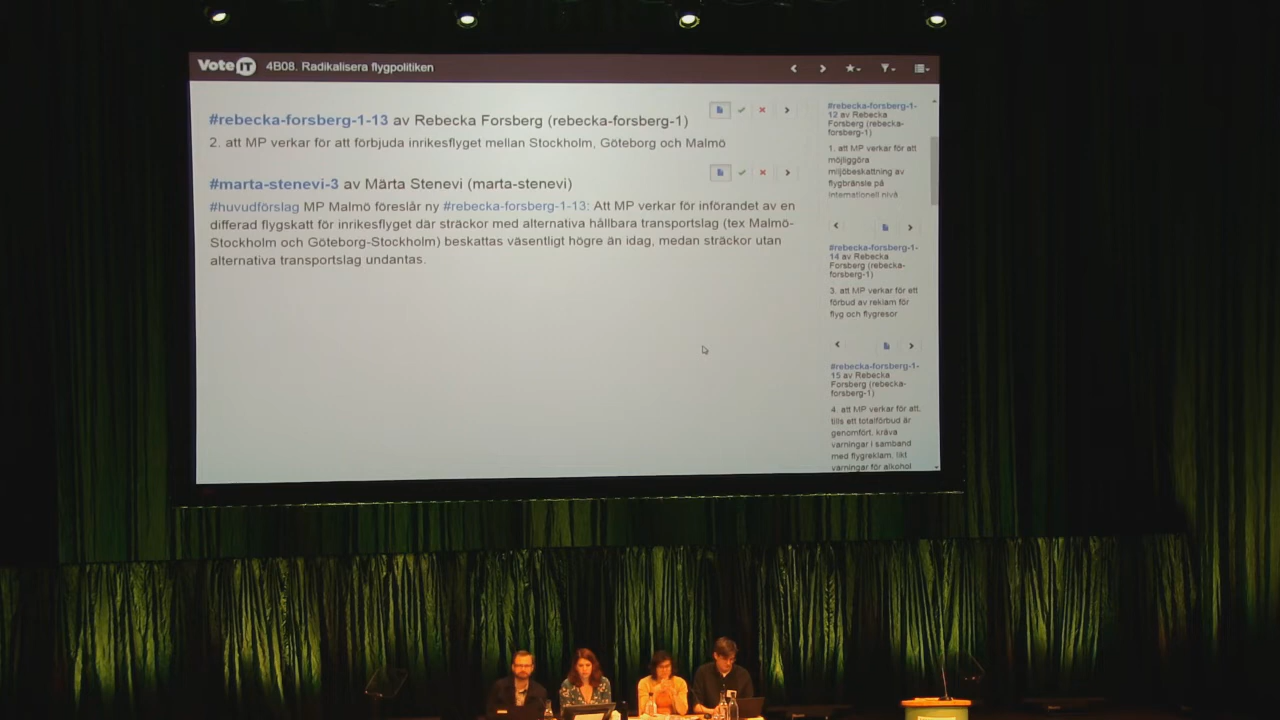 VoteIT 4B08. Radikalisera flygpolitiken
#rebecka-forsberg-1-13 av Rebecka Forsberg (rebecka-forsberg-1)
2. att MP verkar för att förbjuda inrikesflyget mellan Stockholm, Göteborg och Malmö
#marta-stenevi-3 av Märta Stenevi (marta-stenevi)
#huvudförslag MP Malmö föreslår ny #rebecka-forsberg-1-13: Att MP verkar för införandet av en
differad flygskatt för inrikesflyget där sträckor med alternativa hållbara transportslag (tex Malmö-
Stockholm och Göteborg-Stockholm) beskattas väsentligt högre än idag, medan sträckor utan
alternativa transportslag undantas.
#rebecka-forsberg-1-
12 av Rebecka
Forsberg (rebecka-
forsberg-1)
1. att MP verkar för att
möjliggöra
miljöbeskattning av
flygbränsle på
internationell nivå
#rebecka-forsberg-1-
14 av Rebecka
Forsberg (rebecka-
forsberg-1)
3. att MP verkar för ett
förbud av reklam för
flyg och flygresor
#rebecka-forsberg-1-
15 av Rebecka
Forsberg (rebecka-
forsberg-1)
4. att MP verkar för att,
tills ett totalförbud är
genomfört, kräva
varningar i samband
med flygreklam, likt
varningar för alkohol